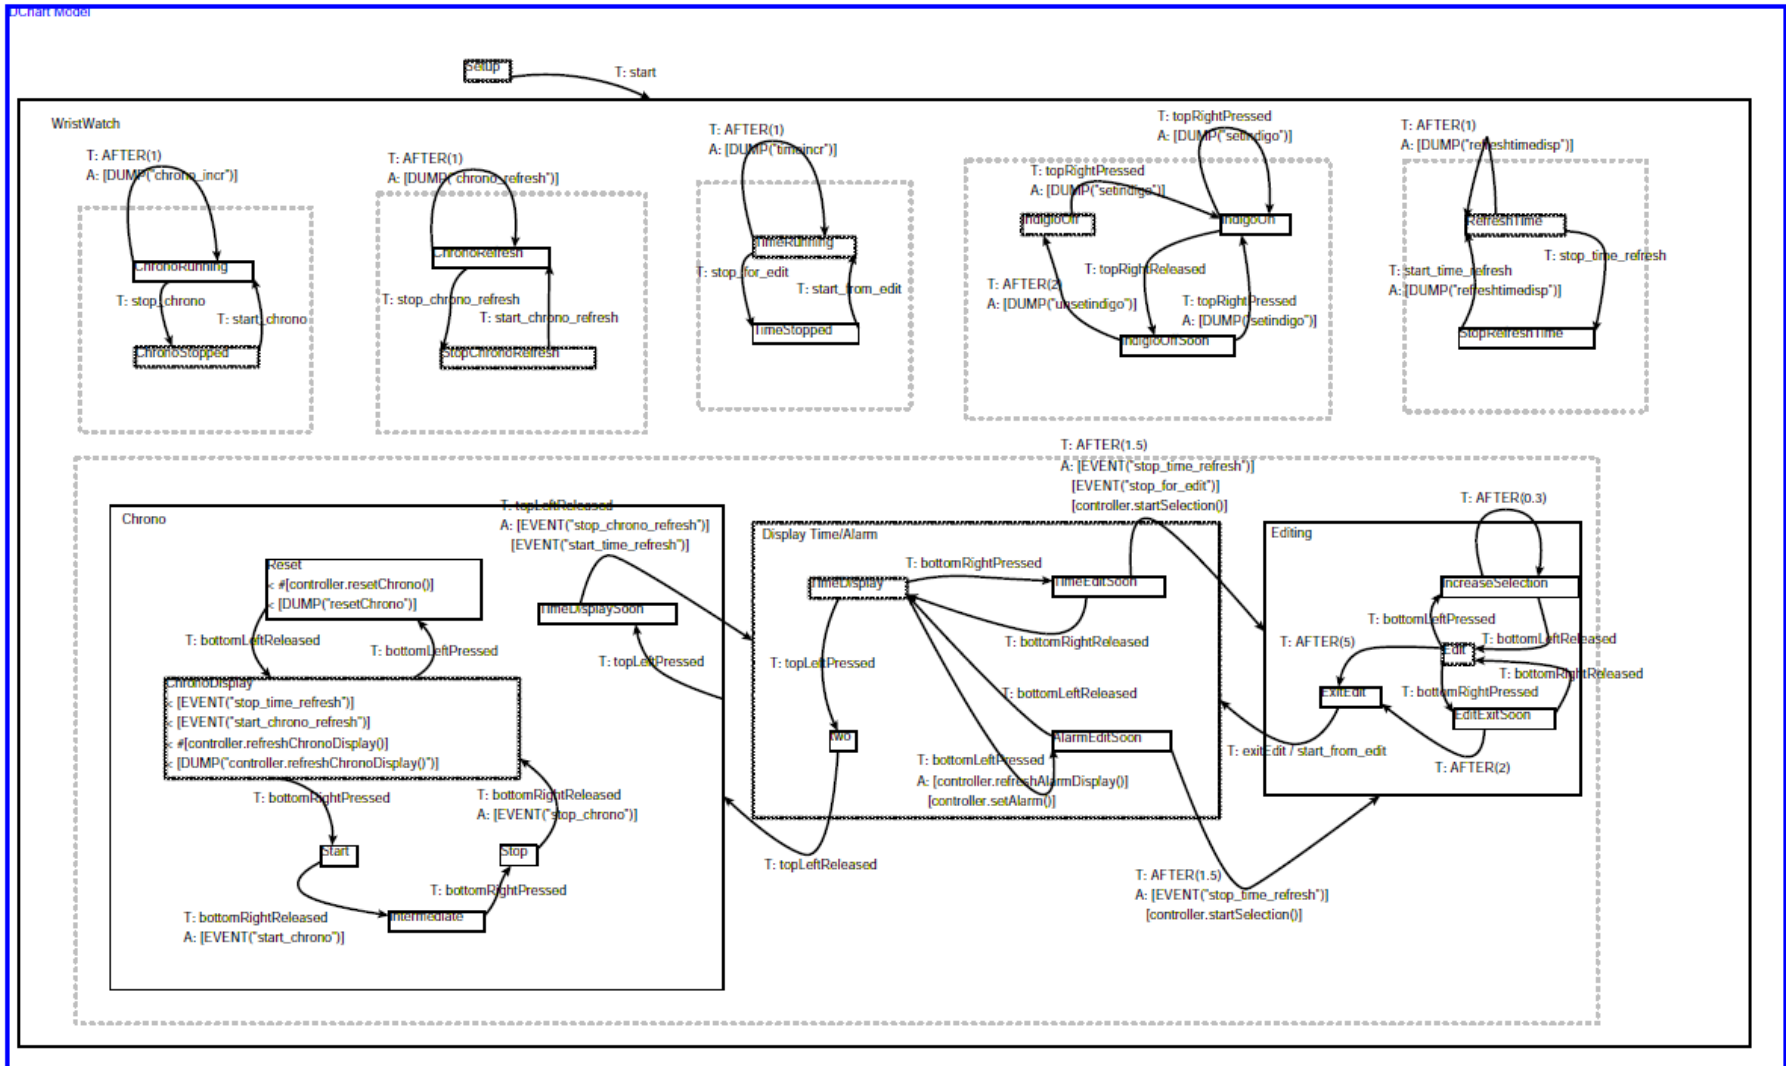 DChart Model
Setup
T: start
WristWatch
T: AFTER(1)
A: [DUMP("chrono_incr")]
ChronoRunning
T: stop_chrono
T: start_chrono
ChronoStopped
T: AFTER(1)
A: [DUMP("chrono_refresh")]
ChronoRefresh
T: stop_chrono_refresh
T: start_chrono_refresh
StopChronoRefresh
T: AFTER(1)
A: [DUMP("timeincr")]
TimeRunning
T: stop_for_edit
T: start_from_edit
TimeStopped
T: topRightPressed
A: [DUMP("setindigo")]
T: topRightPressed
A: [DUMP("setindigo")]
IndigloOff
IndigoOn
T: topRightReleased
T: AFTER(2)
A: [DUMP("unsetindigo")]
T: topRightPressed
A: [DUMP("setindigo")]
IndigloOffSoon
T: AFTER(1)
A: [DUMP("refreshtimedisp")]
RefreshTime
T: stop_time_refresh
T: start_time_refresh
A: [DUMP("refreshtimedisp")]
StopRefreshTime
Chrono
Reset
< #[controller.resetChrono()]
< [DUMP("resetChrono")]
T: bottomLeftReleased
T: bottomLeftPressed
ChronoDisplay
< [EVENT("stop_time_refresh")]
< [EVENT("start_chrono_refresh")]
< #[controller.refreshChronoDisplay()]
< [DUMP("controller.refreshChronoDisplay()")]
T: bottomRightPressed
T: bottomRightReleased
A: [EVENT("stop_chrono")]
Start
Stop
T: bottomRightPressed
T: bottomRightReleased
A: [EVENT("start_chrono")]
Intermediate
T: topLeftReleased
A: [EVENT("stop_chrono_refresh")]
[EVENT("start_time_refresh")]
TimeDisplaySoon
T: topLeftPressed
T: AFTER(1.5)
A: [EVENT("stop_time_refresh")]
[EVENT("stop_for_edit")]
[controller.startSelection()]
Display Time/Alarm
TimeDisplay
T: bottomRightPressed
TimeEditSoon
T: bottomRightReleased
T: topLeftPressed
T: bottomLeftReleased
two
AlarmEditSoon
T: bottomLeftPressed
A: [controller.refreshAlarmDisplay()]
[controller.setAlarm()]
T: topLeftReleased
T: AFTER(1.5)
A: [EVENT("stop_time_refresh")]
[controller.startSelection()]
T: AFTER(0.3)
Editing
IncreaseSelection
T: bottomLeftPressed
T: bottomLeftReleased
T: AFTER(5)
Edit
T: bottomRightReleased
T: bottomRightPressed
ExitEdit
EditExitSoon
T: exitEdit / start_from_edit
T: AFTER(2)